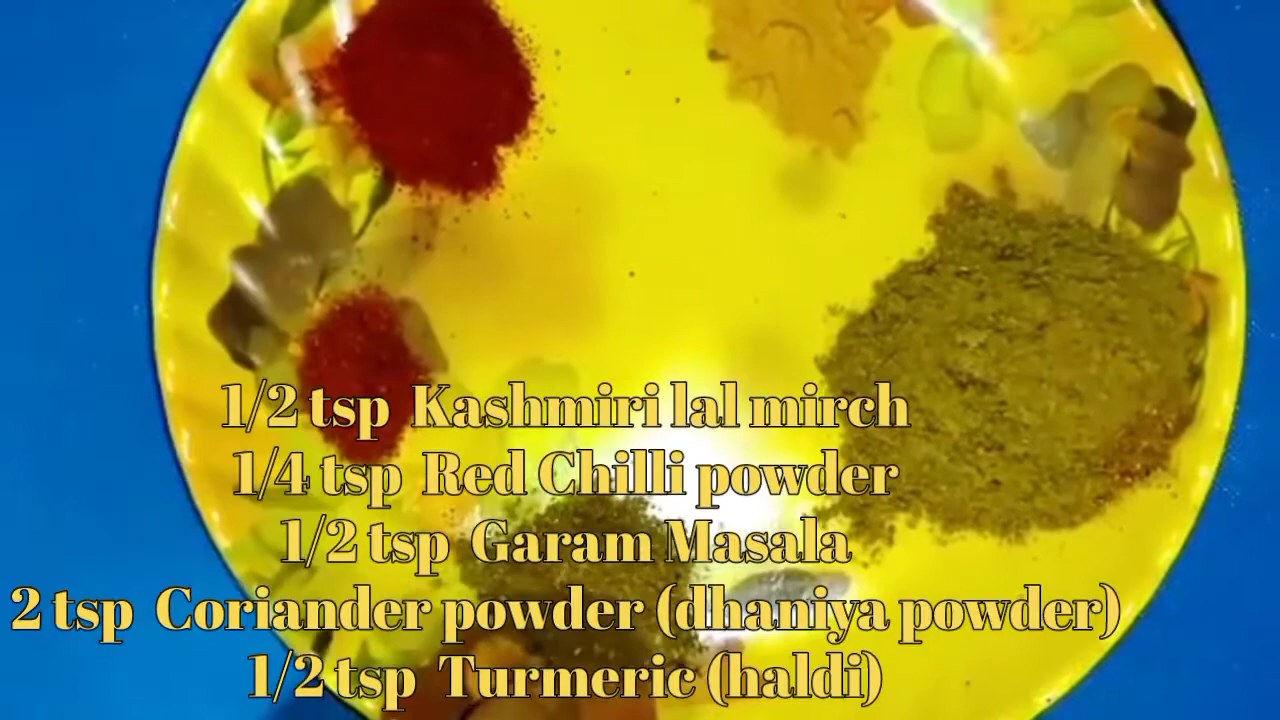 1/2 tsp Kashmiri lal mirch
1/4 tsp Red Chilli powder
1/2 tsp Garam Masala
2 tsp Coriander powder (dhaniya powder)
1/2 tsp Turmeric (haldi)